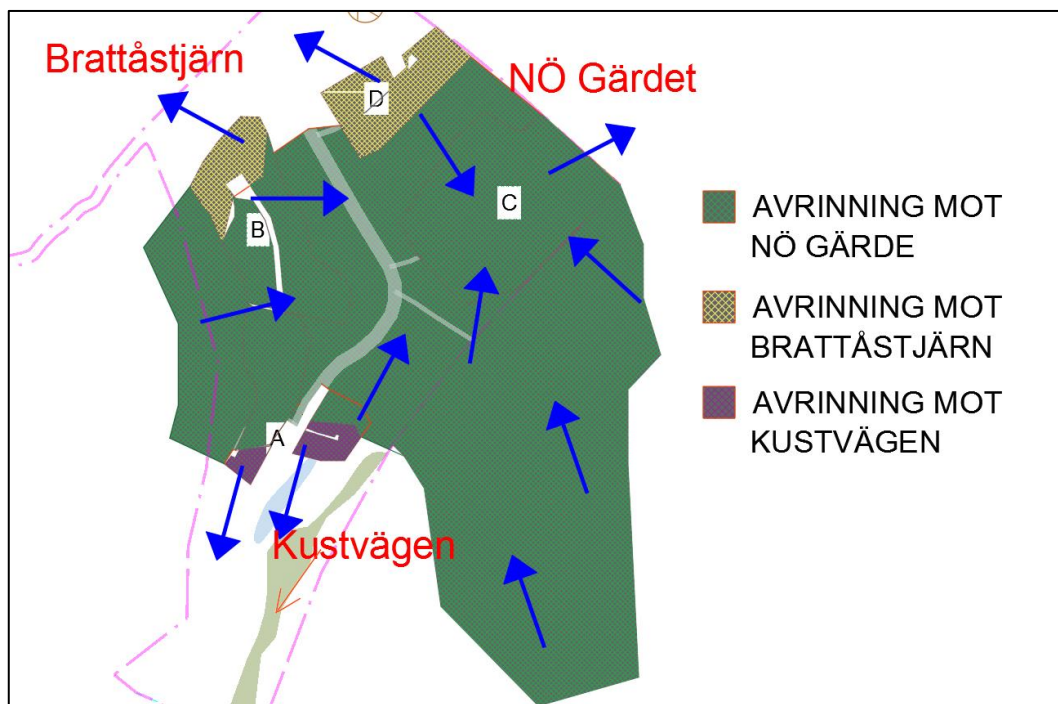 Brattåstjärn
NÖ Gärdet
D
C
B
A
Kustvägen
AVRINNING MOT
NÖ GÄRDE
AVRINNING MOT
BRATTÅSTJÄRN
AVRINNING MOT
KUSTVÄGEN